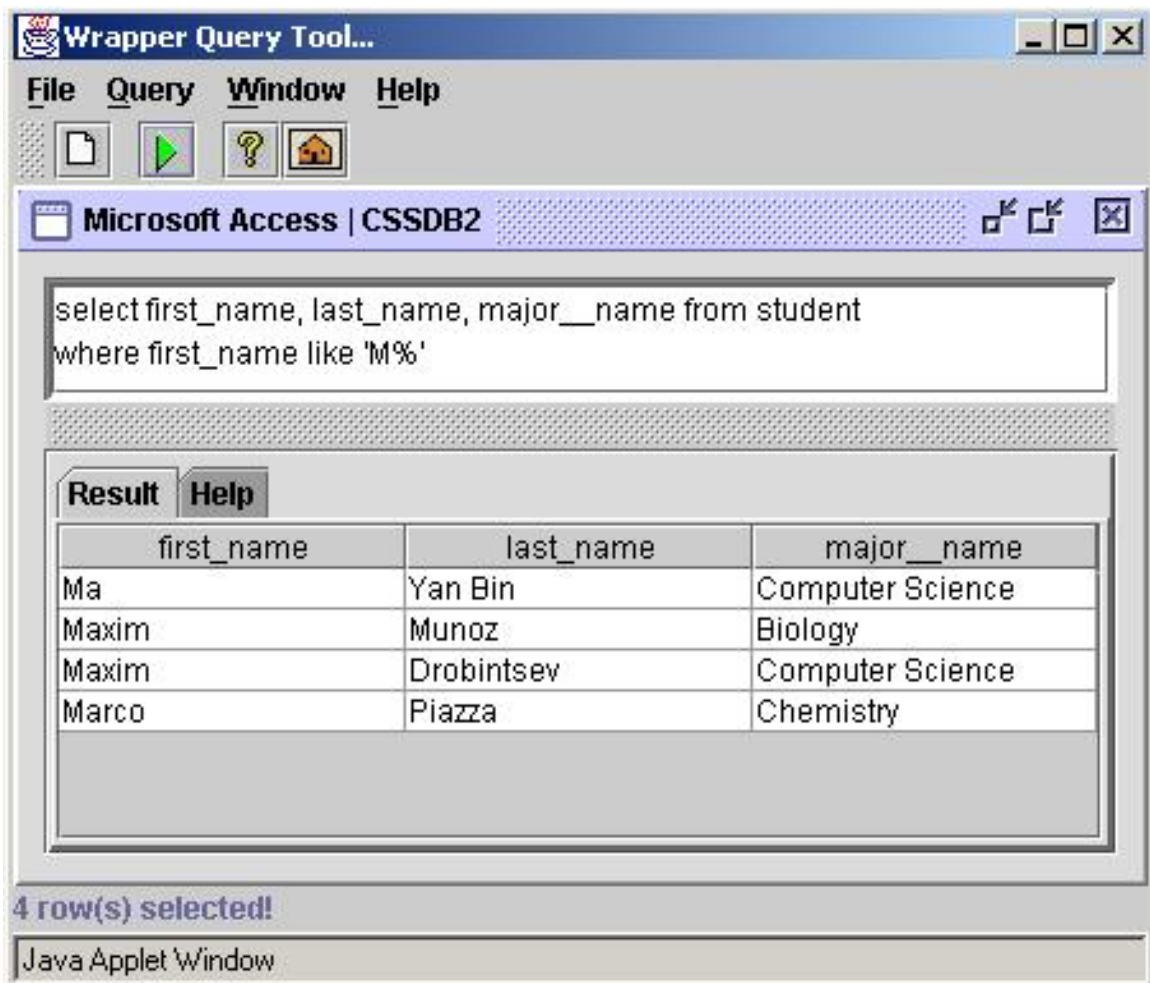 Wrapper Query Tool...
File Query Window Help
Microsoft Access | CSSDB2
select first_name, last_name, major__name from student
where first_name like 'M%'
Result Help
first_name last_name major__name
Ma Yan Bin Computer Science
Maxim Munoz Biology
Maxim Drobintsev Computer Science
Marco Piazza Chemistry
4 row(s) selected!
Java Applet Window